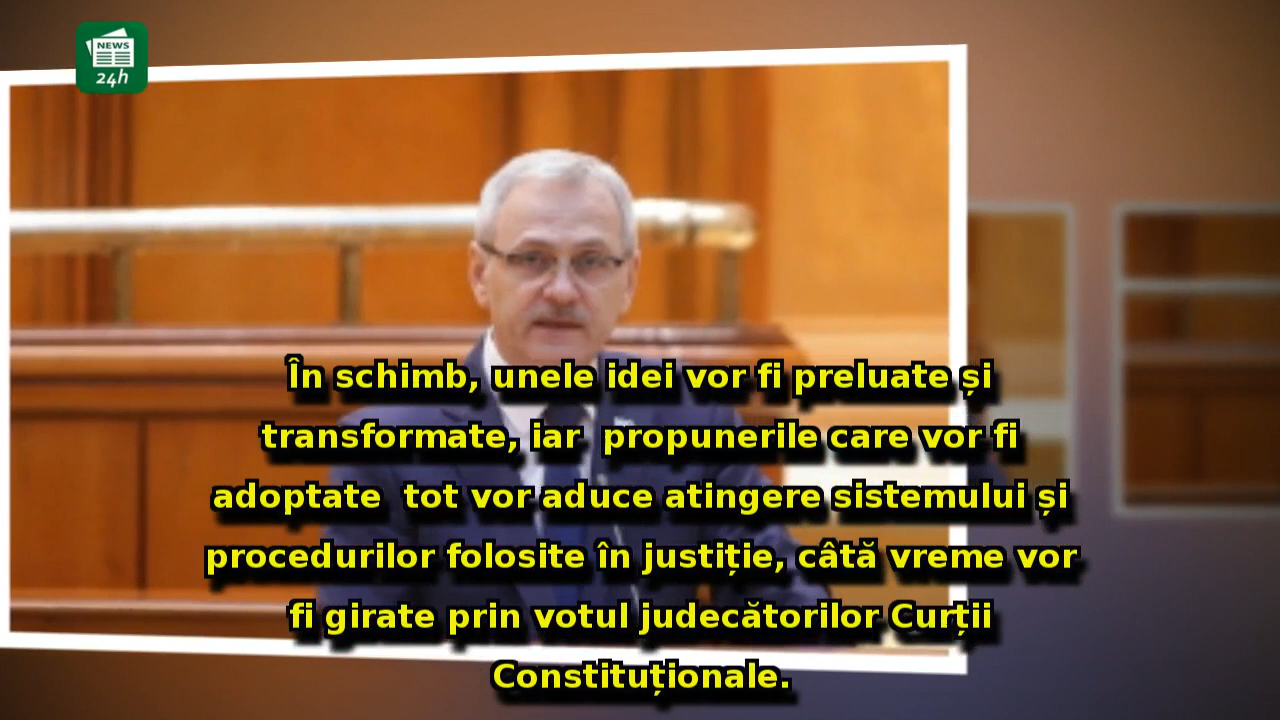 NEWS
24h
În schimb, unele idei vor fi preluate și
transformate, iar  propunerile care vor fi
adoptate  tot vor aduce atingere sistemului și
procedurilor folosite în justiție, câtă vreme vor
fi girate prin votul judecătorilor Curții
Constituționale.